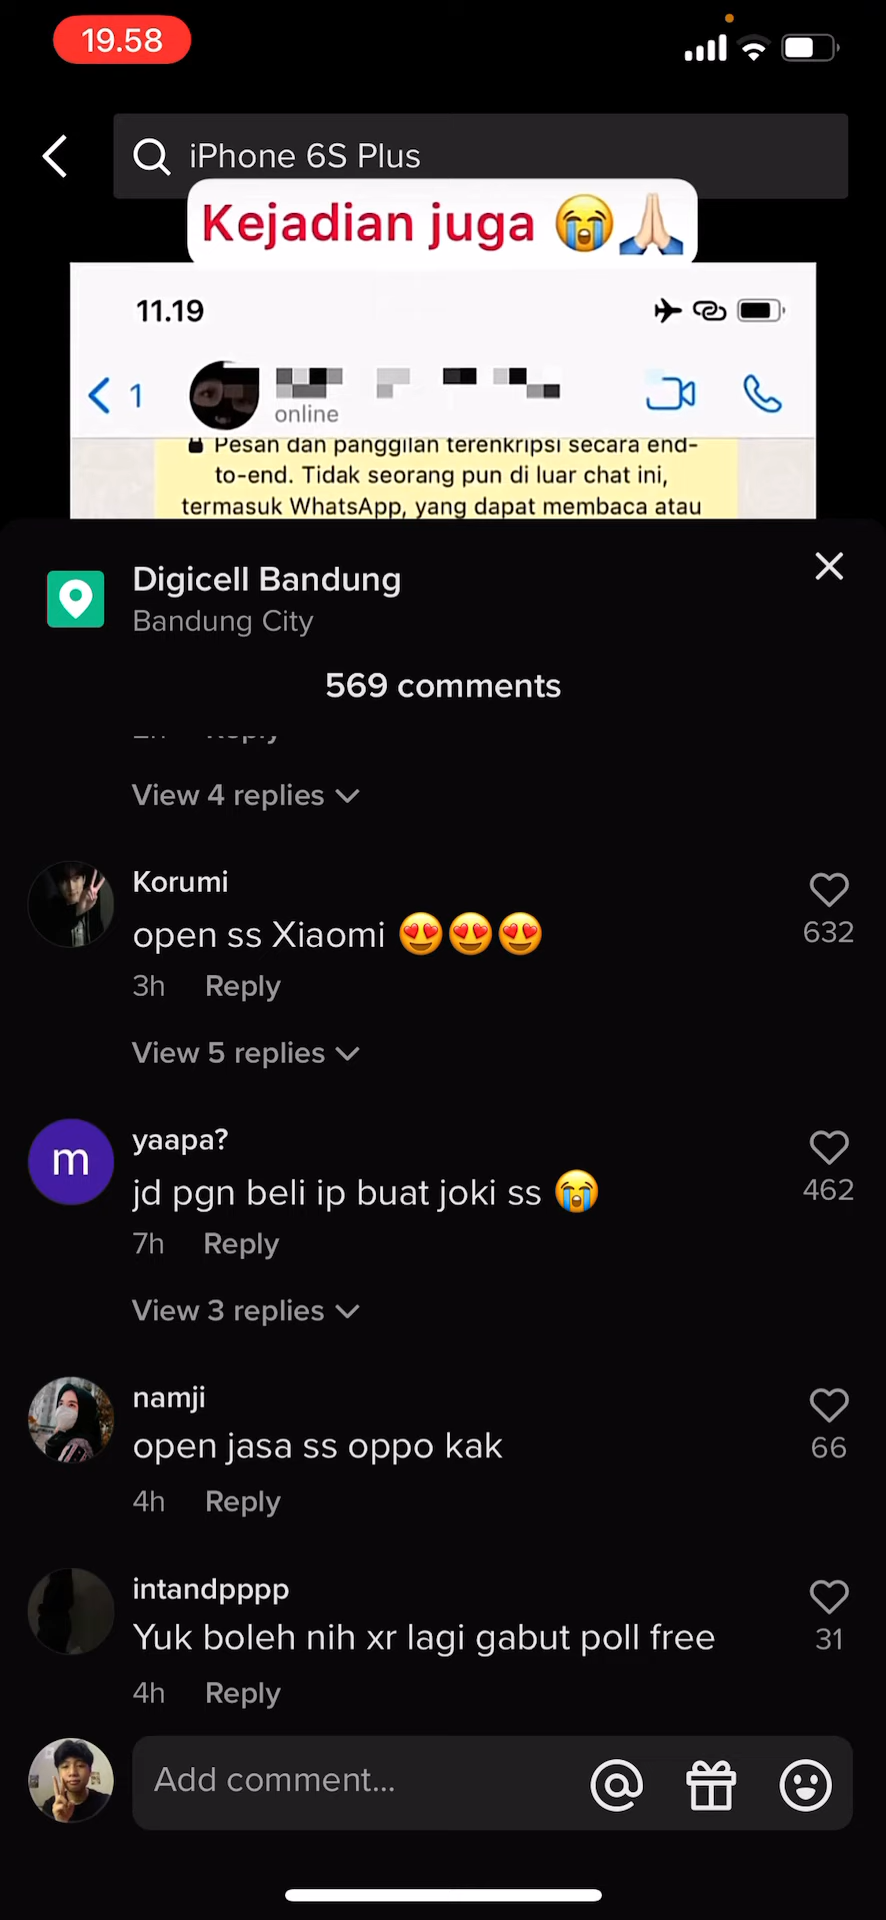 19.58
iPhone 6S Plus
Kejadian juga 😭🙏🏻
11.19
1
online
Pesan dan panggilan terenkripsi secara end-
to-end. Tidak seorang pun di luar chat ini,
termasuk WhatsApp, yang dapat membaca atau
Digicell Bandung
Bandung City
569 comments
Reply
View 4 replies
Korumi
open ss Xiaomi 😍😍😍
632
3h Reply
View 5 replies
m
yaapa?
jd pgn beli ip buat joki ss 😭
462
7h Reply
View 3 replies
namji
open jasa ss oppo kak
66
4h Reply
intandpppp
Yuk boleh nih xr lagi gabut poll free
31
4h Reply
Add comment...